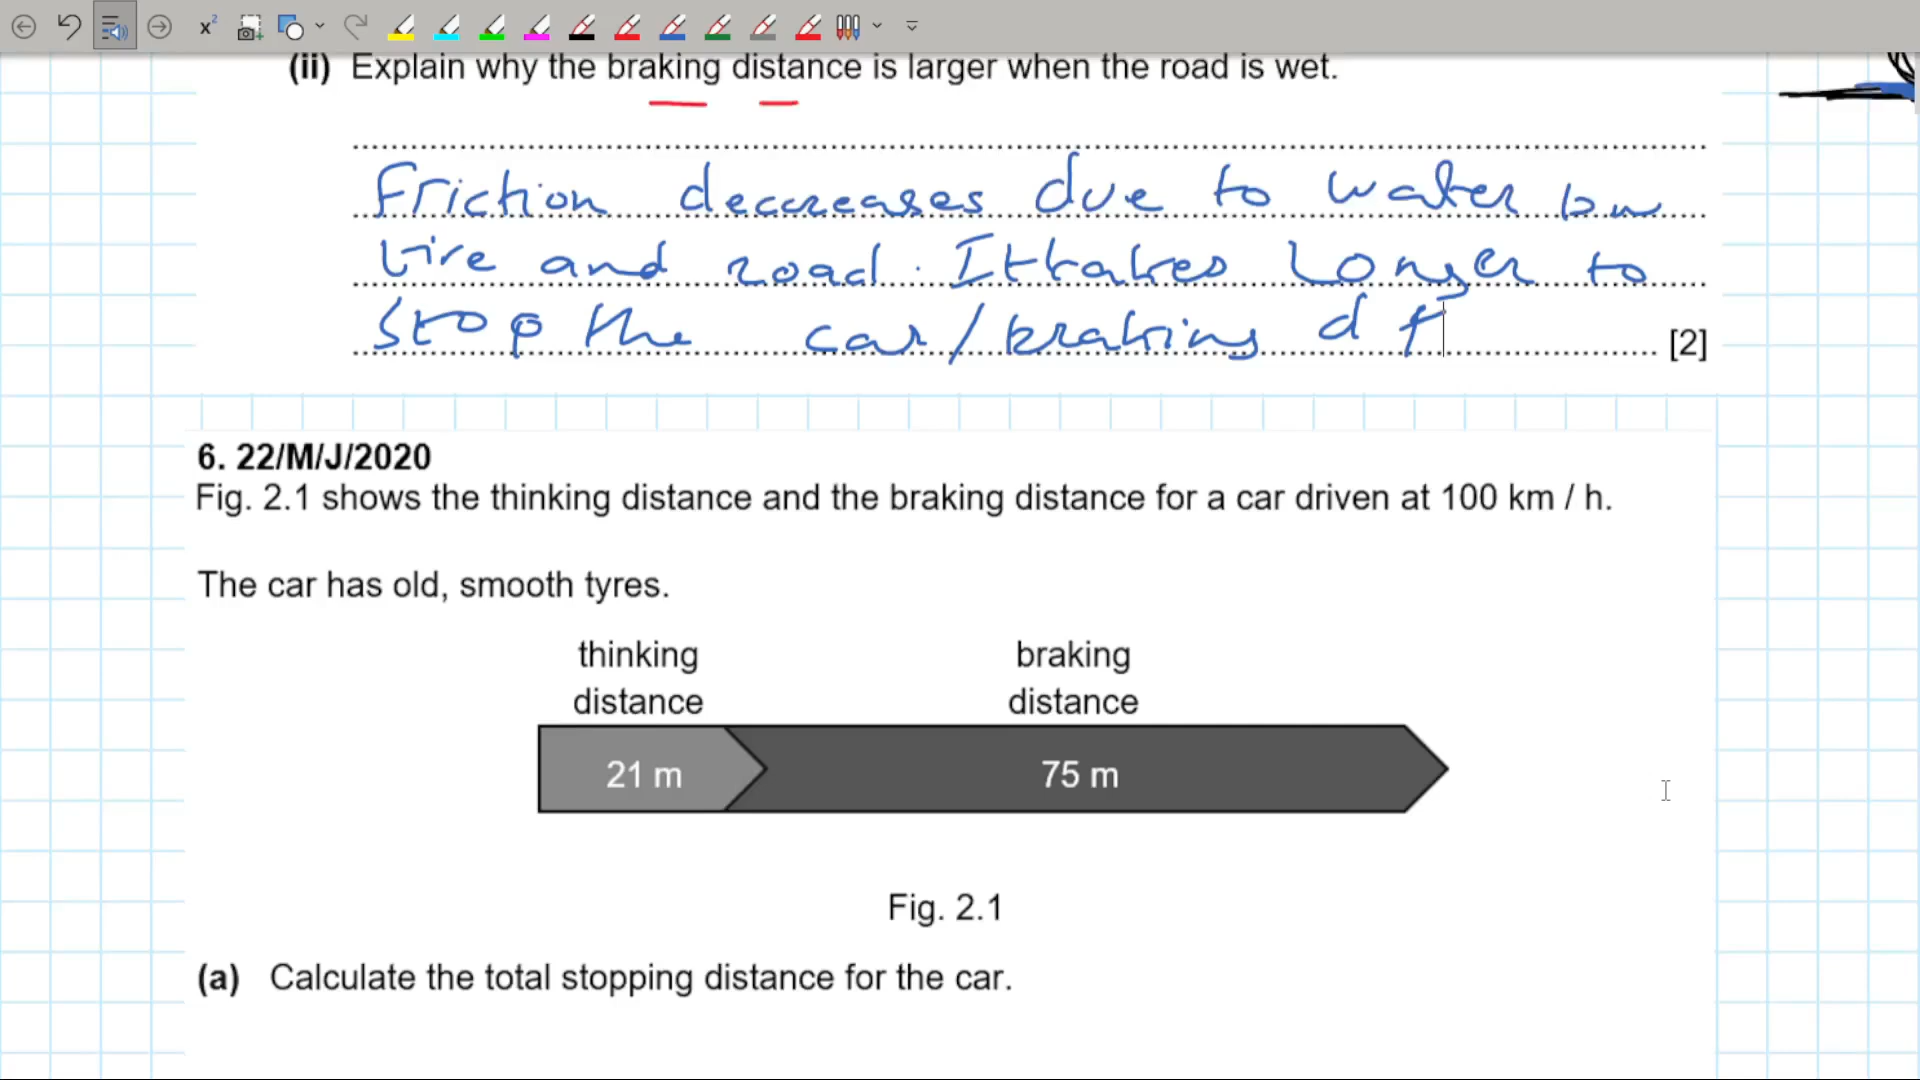 (ii) Explain why the braking distance is larger when the road is wet.
Friction decreases due to water b/w
tire and road. It takes longer to
stop the car/braking d ↑
[2]
6. 22/M/J/2020
Fig. 2.1 shows the thinking distance and the braking distance for a car driven at 100 km / h.
The car has old, smooth tyres.
thinking distance
braking distance
21 m
75 m
Fig. 2.1
(a) Calculate the total stopping distance for the car.